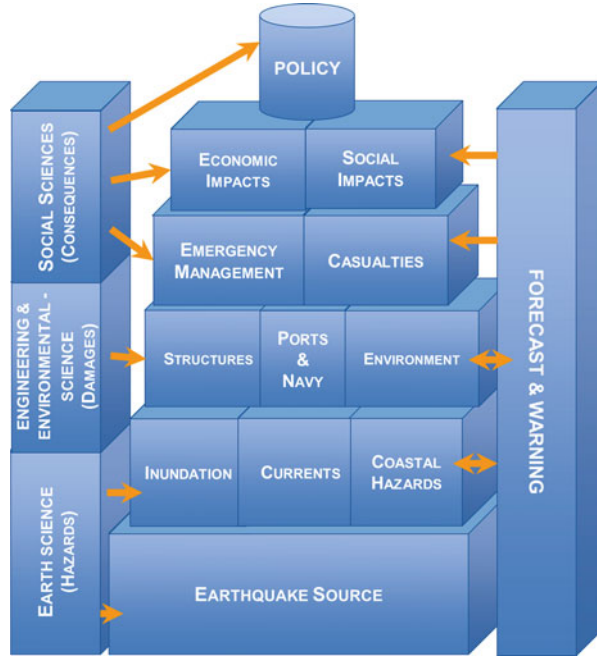 POLICY
ECONOMIC
IMPACTS
SOCIAL
IMPACTS
EMERGENCY
MANAGEMENT
CASUALTIES
STRUCTURES
PORTS
&
NAVY
ENVIRONMENT
INUNDATION
CURRENTS
COASTAL
HAZARDS
EARTHQUAKE SOURCE
SOCIAL SCIENCES
(CONSEQUENCES)
ENGINEERING &
ENVIRONMENTAL -
SCIENCE
(DAMAGES)
EARTH SCIENCE
(HAZARDS)
FORECAST & WARNING